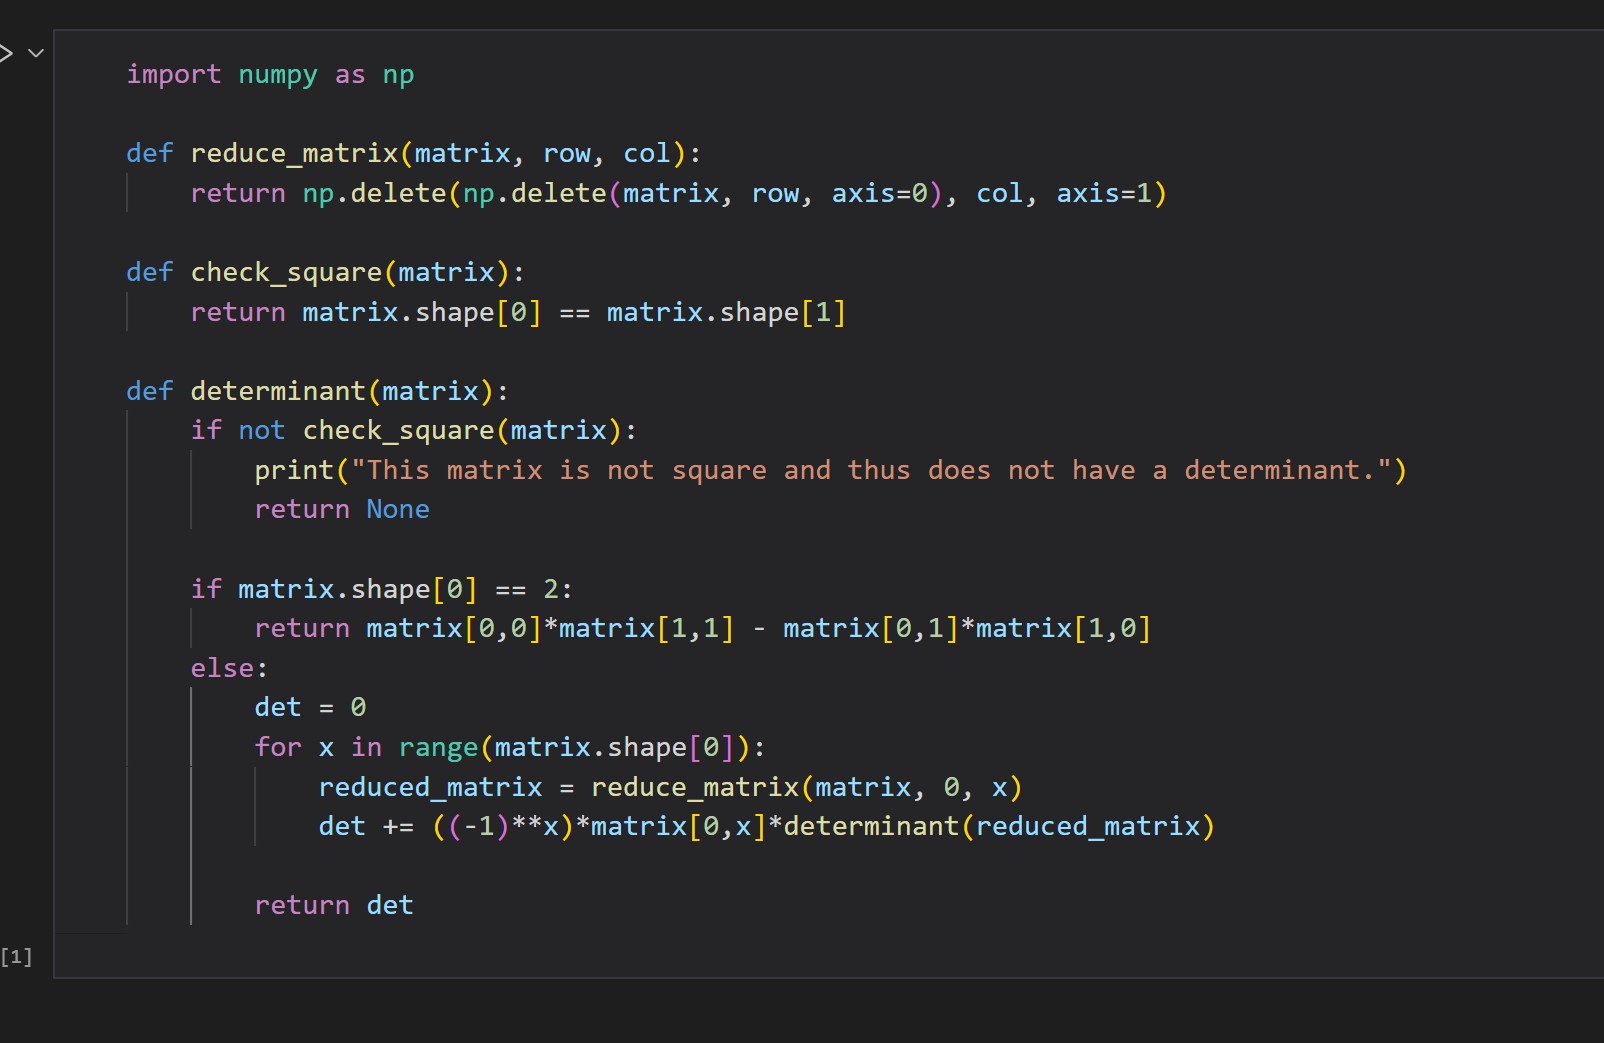 import numpy as np
def reduce_matrix(matrix, row, col):
    return np.delete(np.delete(matrix, row, axis=0), col, axis=1)
def check_square(matrix):
    return matrix.shape[0] == matrix.shape[1]
def determinant(matrix):
    if not check_square(matrix):
        print("This matrix is not square and thus does not have a determinant.")
        return None
    if matrix.shape[0] == 2:
        return matrix[0,0]*matrix[1,1] - matrix[0,1]*matrix[1,0]
    else:
        det = 0
        for x in range(matrix.shape[0]):
            reduced_matrix = reduce_matrix(matrix, 0, x)
            det += ((-1)**x)*matrix[0,x]*determinant(reduced_matrix)
        return det
[1]